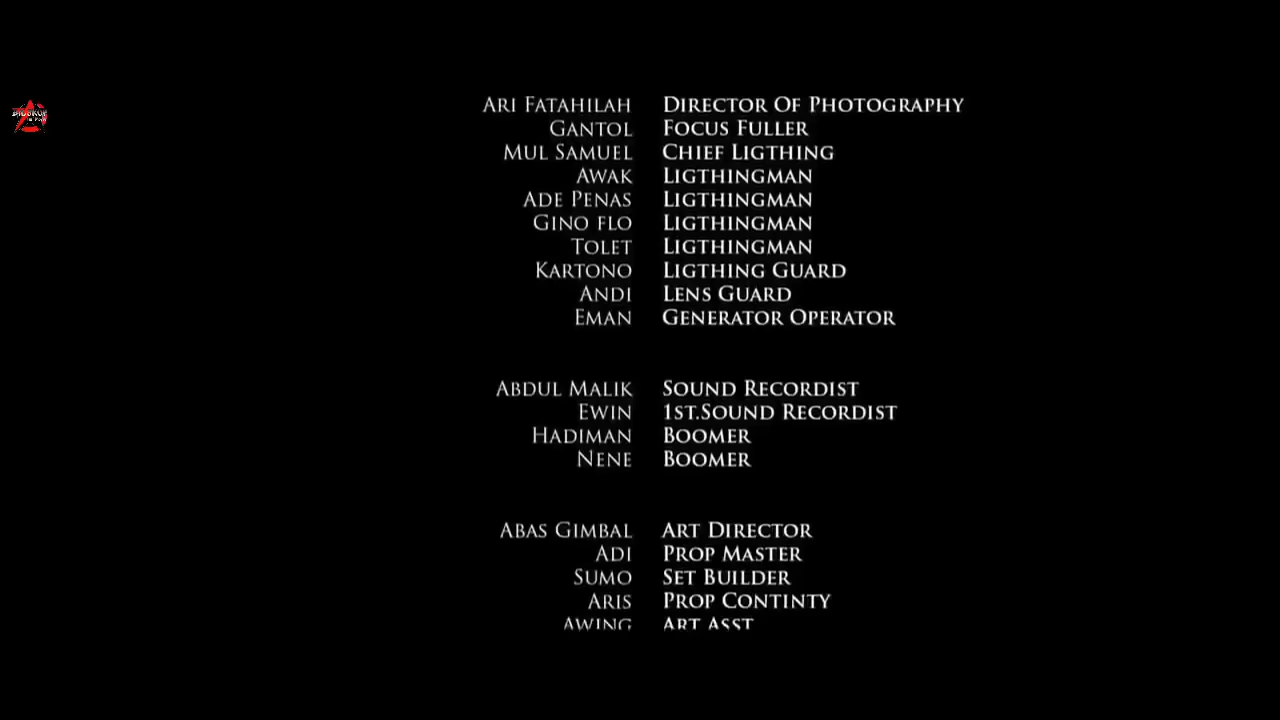 Ari Fatahilah Director Of Photography
Gantol Focus Fuller
Mul Samuel Chief Ligthing
Awak Ligthingman
Ade Penas Ligthingman
Gino flo Ligthingman
Tolet Ligthingman
Kartono Ligthing Guard
Andi Lens Guard
Eman Generator Operator
Abdul Malik Sound Recordist
Ewin 1st.Sound Recordist
Hadiman Boomer
Nene Boomer
Abas Gimbal Art Director
Adi Prop Master
Sumo Set Builder
Aris Prop Continty
Awing Art Asst